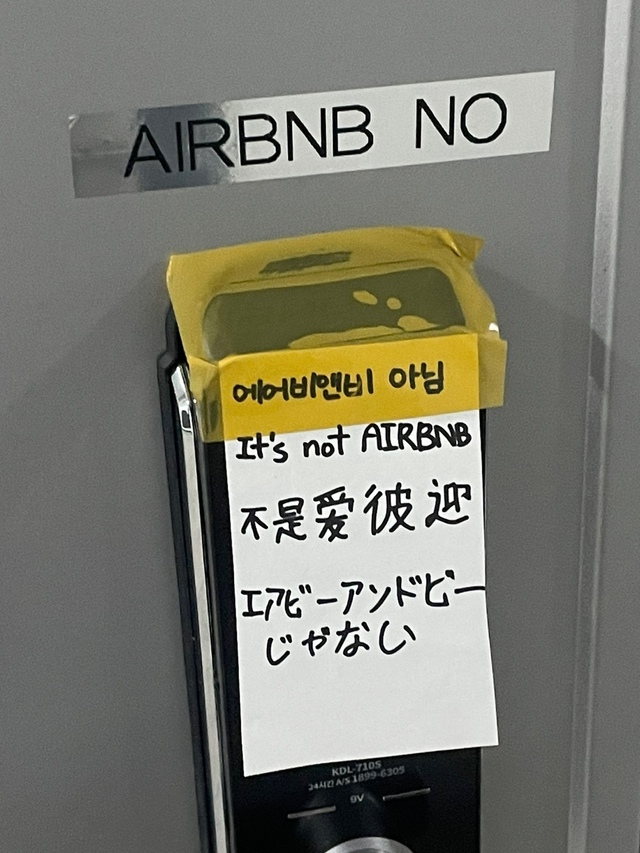 AIRBNB NO
에어비앤비 아님
It's not AIRBNB
不是爱彼迎
エアビーアンドビー
じゃない
KDL-710S
24시간 A/S 1899-6305
9V